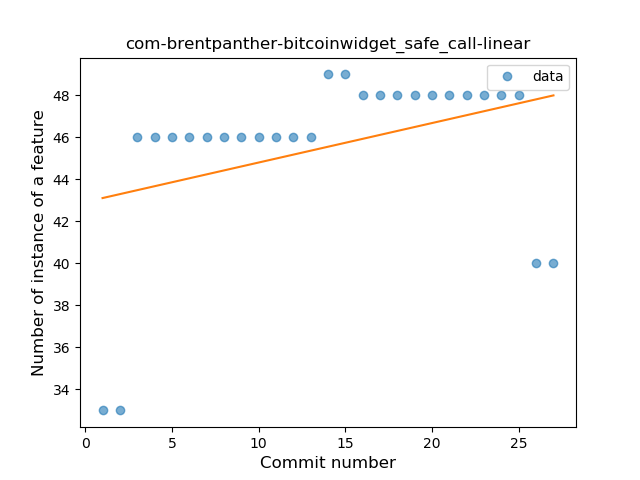 com-brentpanther-bitcoinwidget_safe_call-linear
data
Number of instance of a feature
48
46
44
42
40
38
36
34
0 5 10 15 20 25
Commit number